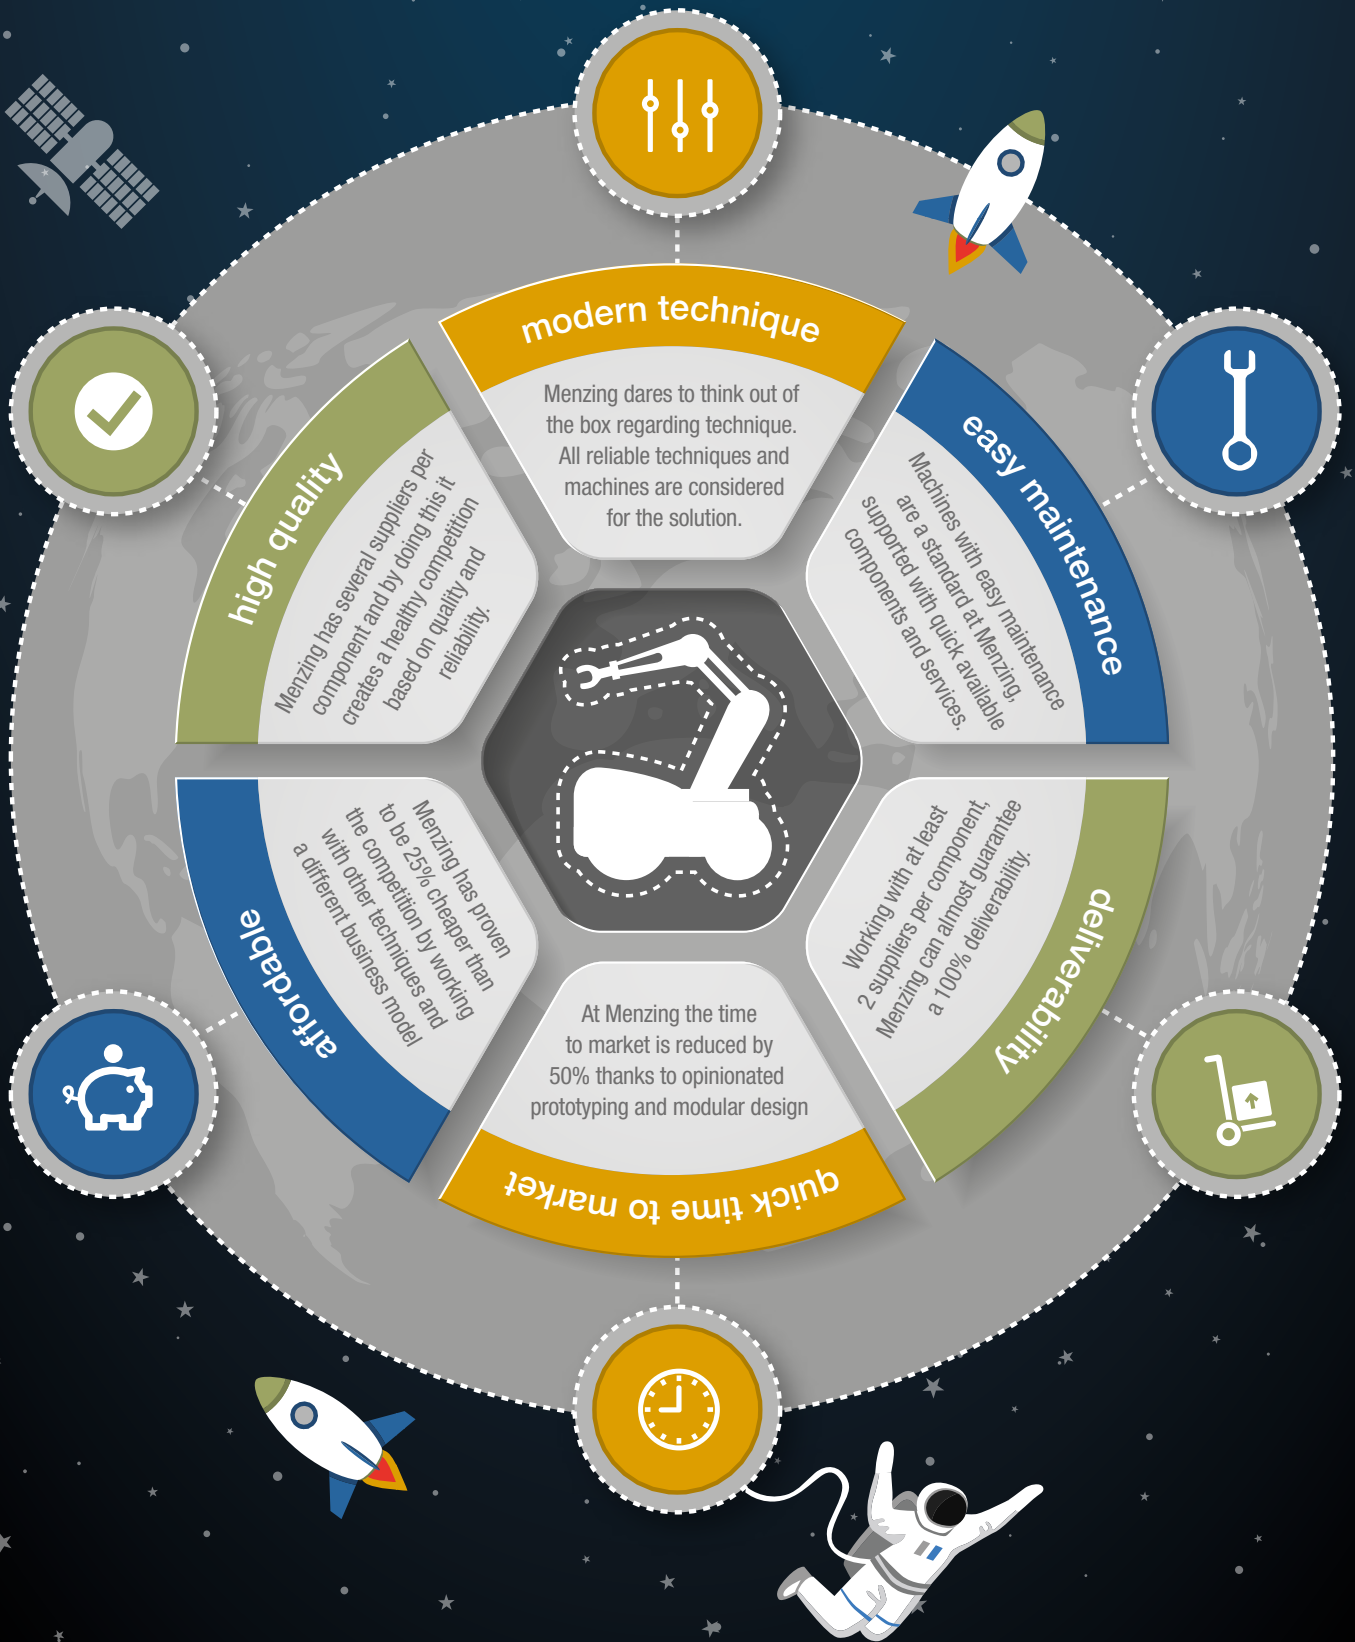 modern technique
Menzing dares to think out of
the box regarding technique.
All reliable techniques and
machines are considered
for the solution.
easy maintenance
Machines with easy maintenance
are a standard at Menzing,
supported with quick available
components and services.
deliverability
Working with at least
2 suppliers per component,
Menzing can almost guarantee
a 100% deliverability.
quick time to market
At Menzing the time
to market is reduced by
50% thanks to opinionated
prototyping and modular design
affordable
Menzing has proven
to be 25% cheaper than
the competition by working
with other techniques and
a different business model
high quality
Menzing has several suppliers per
component and by doing this it
creates a healthy competition
based on quality and
reliability.